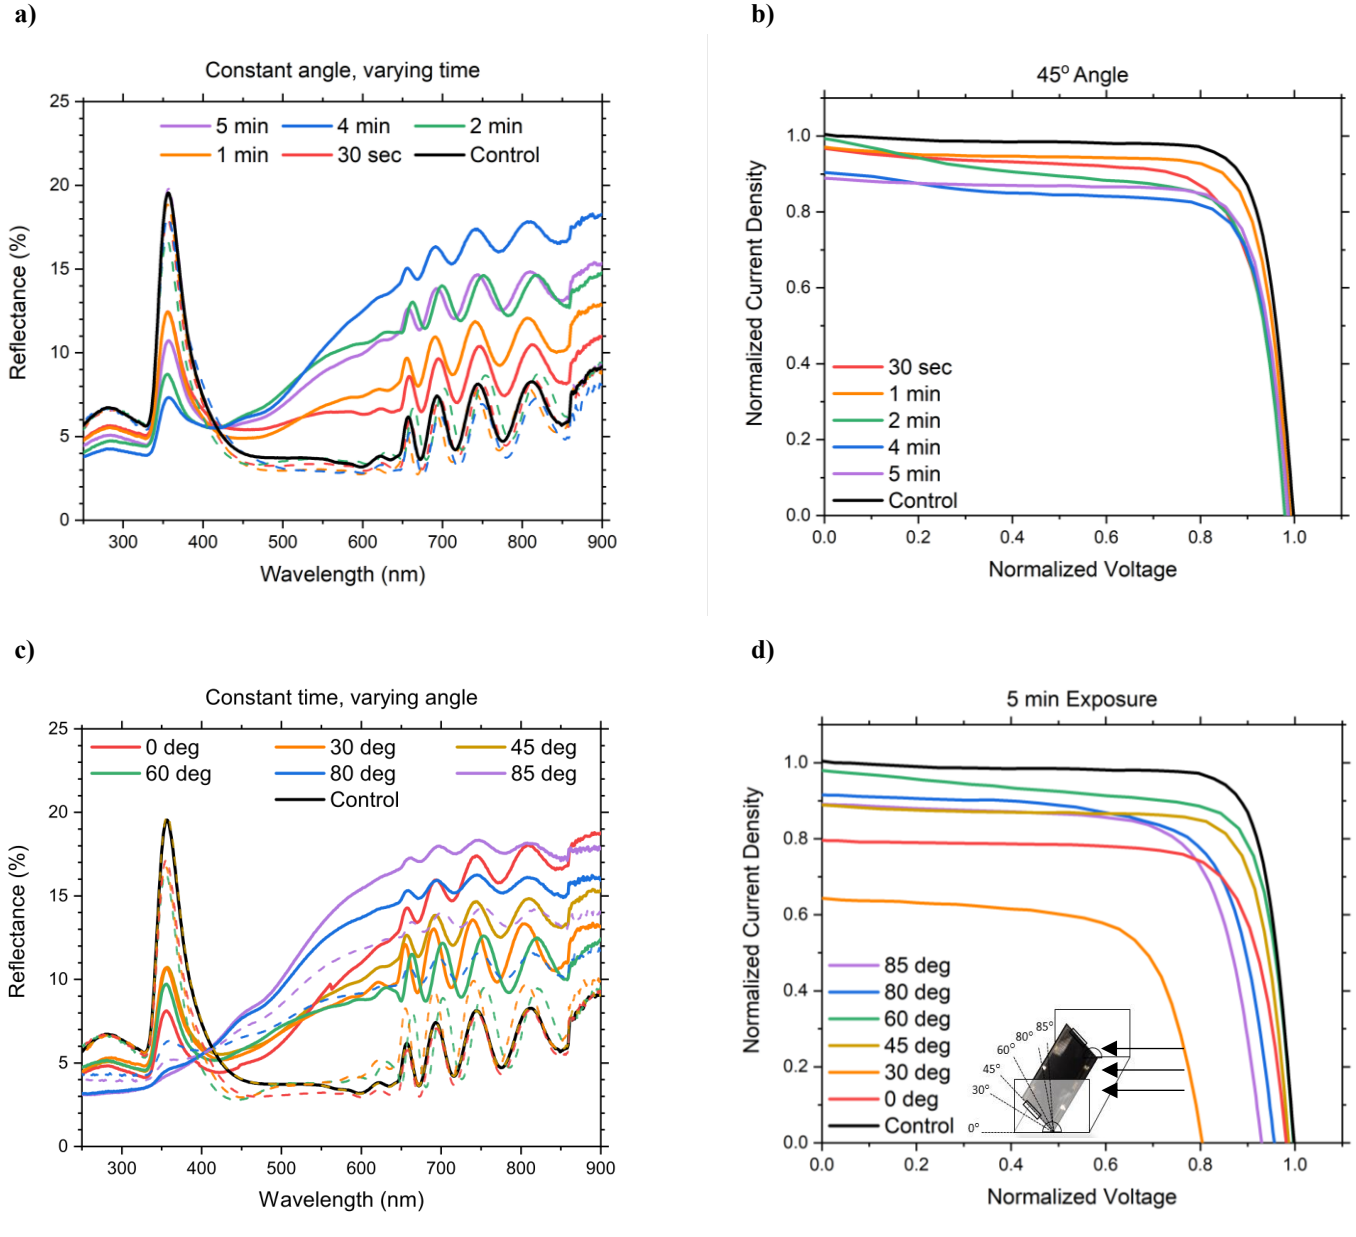 a)
Constant angle, varying time
25
20
15
10
5
0
Reflectance (%)
5 min 4 min 2 min
1 min 30 sec Control
300 400 500 600 700 800 900
Wavelength (nm)
b)
45º Angle
1.0
0.8
0.6
0.4
0.2
0.0
Normalized Current Density
30 sec
1 min
2 min
4 min
5 min
Control
0.0 0.2 0.4 0.6 0.8 1.0
Normalized Voltage
c)
Constant time, varying angle
25
20
15
10
5
0
Reflectance (%)
0 deg 30 deg 45 deg
60 deg 80 deg 85 deg
Control
300 400 500 600 700 800 900
Wavelength (nm)
d)
5 min Exposure
1.0
0.8
0.6
0.4
0.2
0.0
Normalized Current Density
85 deg
80 deg
60 deg
45 deg
30 deg
0 deg
Control
85º
80º
60º
45º
30º
0º
0.0 0.2 0.4 0.6 0.8 1.0
Normalized Voltage